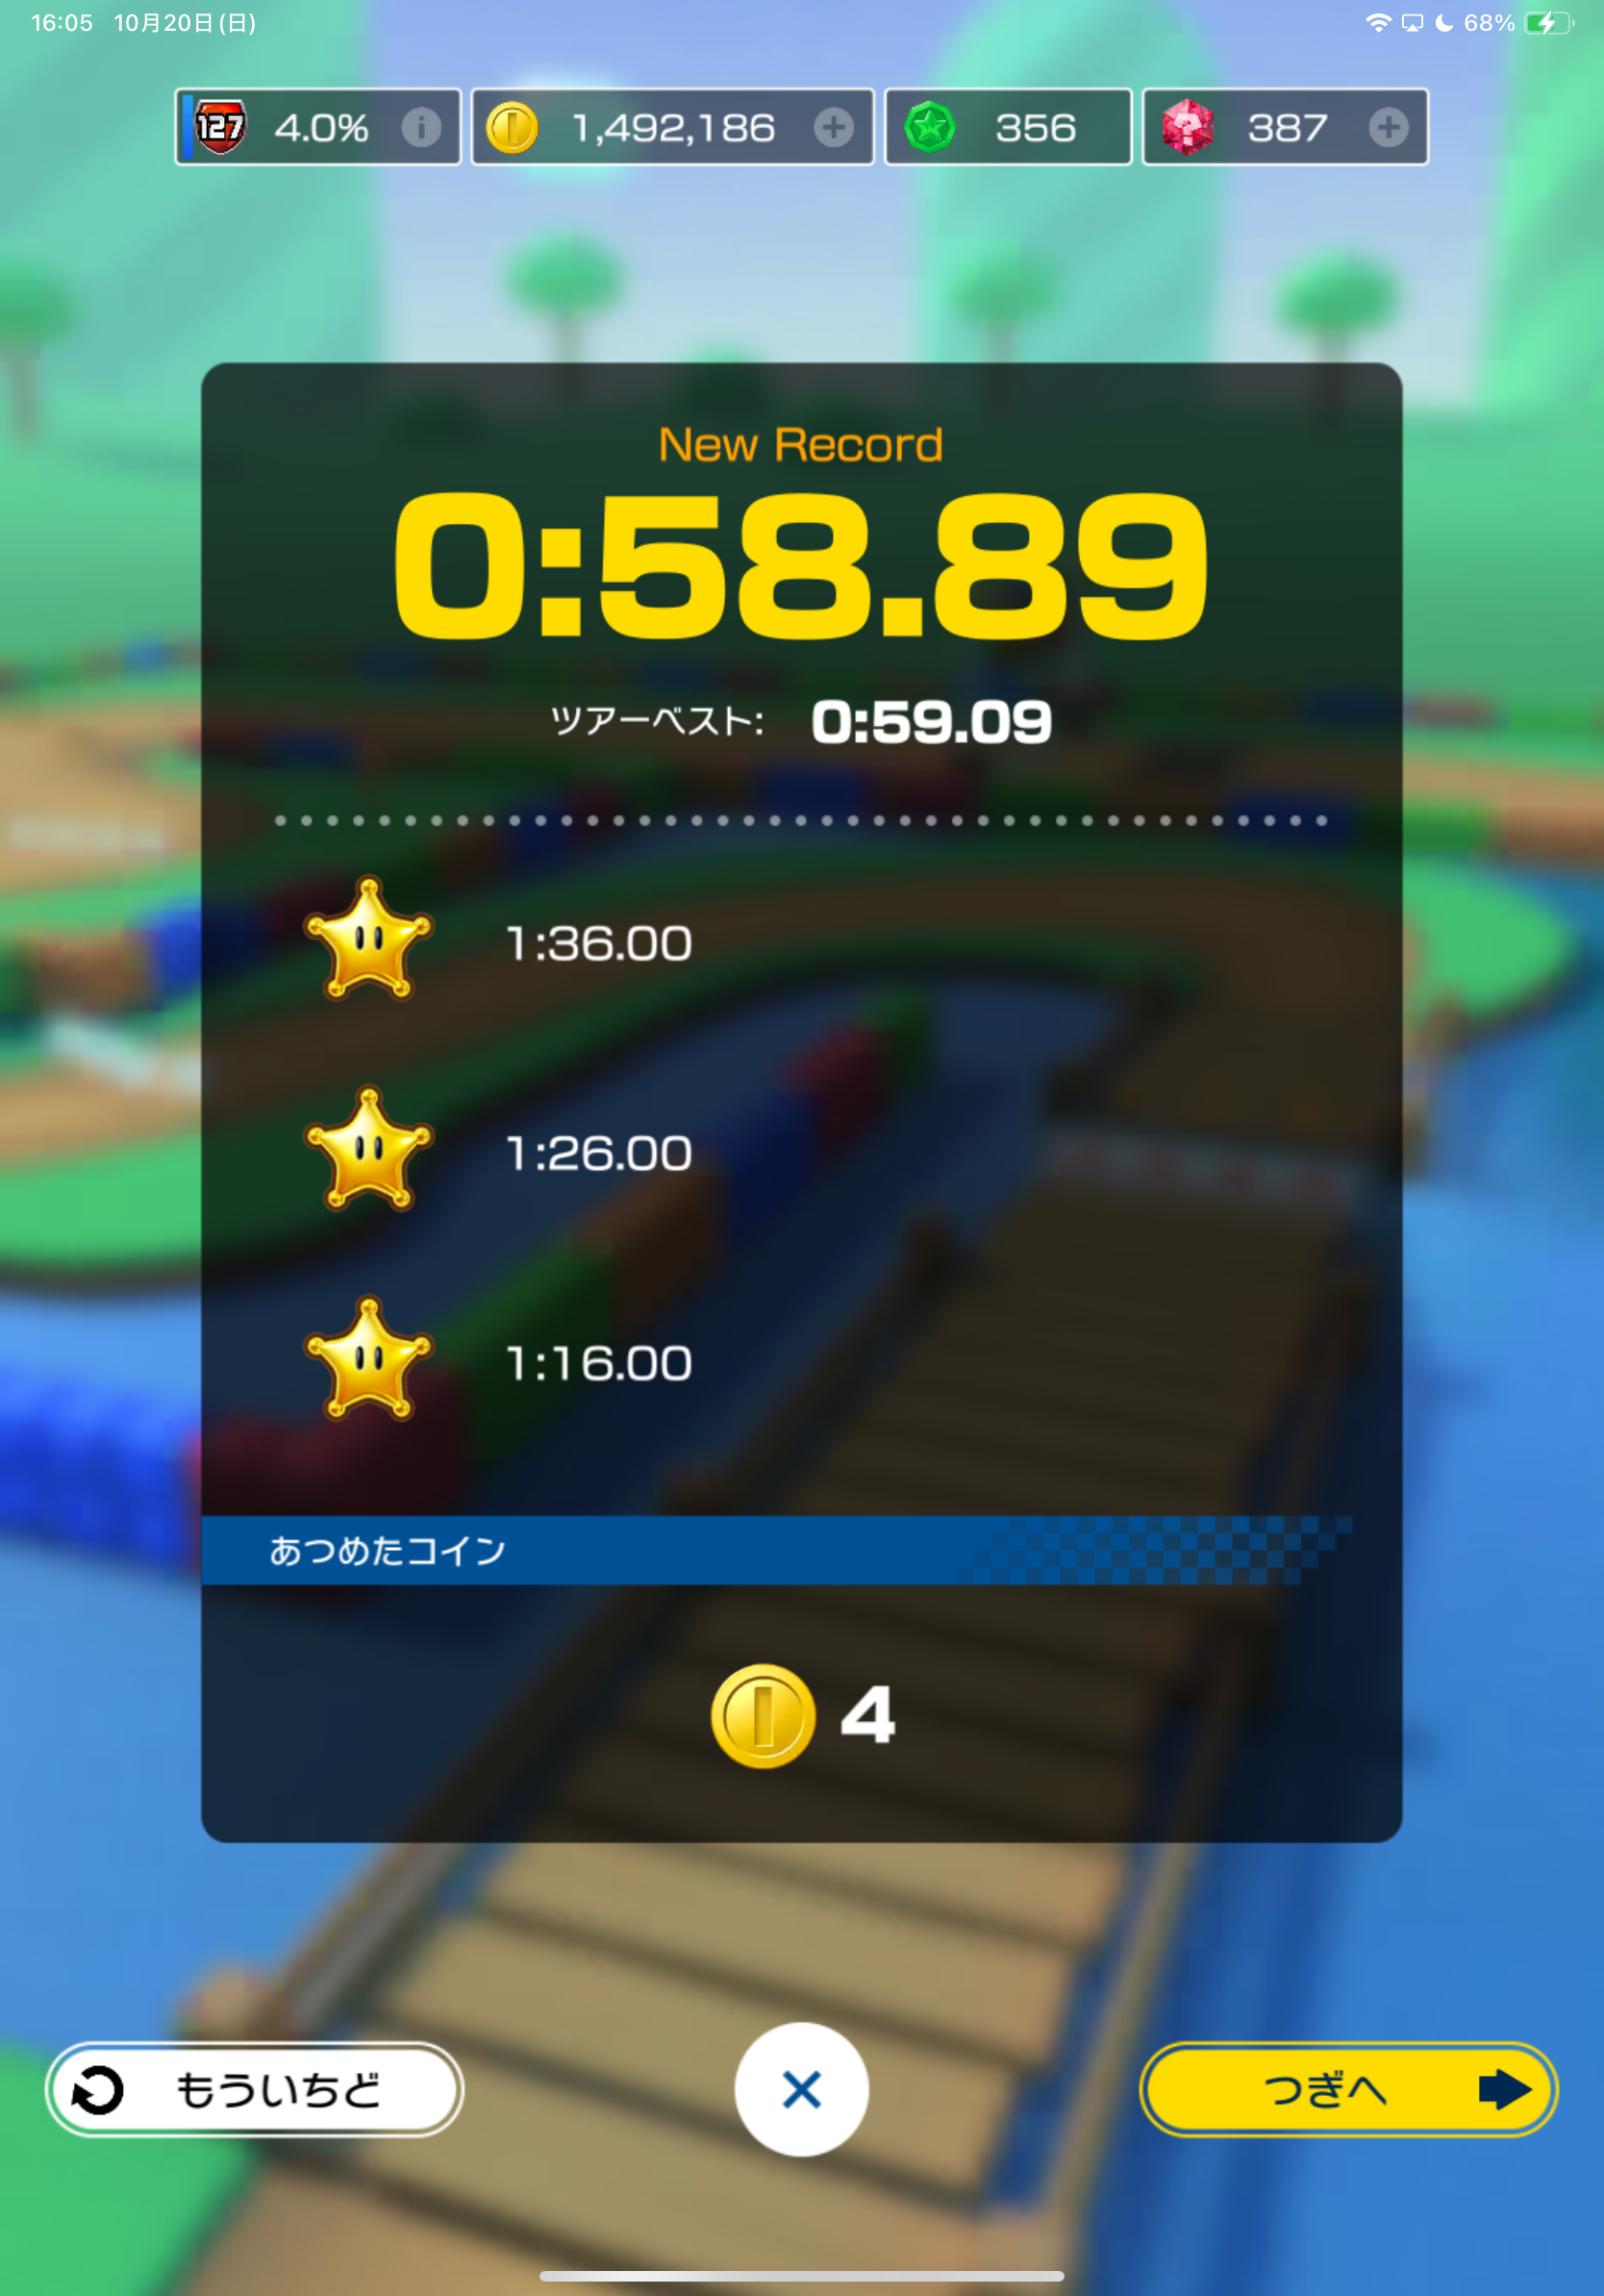 16:05 10月20日(日) 68%
127 4.0% 1,492,186 356 387
New Record
0:58.89
ツアーベスト: 0:59.09
1:36.00
1:26.00
1:16.00
あつめたコイン
4
もういちど × つぎへ